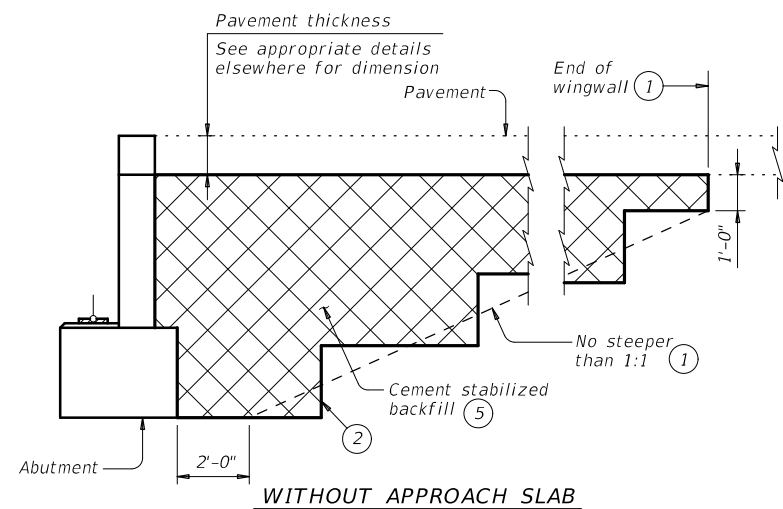 Pavement thickness
See appropriate details
elsewhere for dimension
Pavement
End of
wingwall 1
1'-0"
No steeper
than 1:1 1
Cement stabilized
backfill 5
2
Abutment
2'-0"
WITHOUT APPROACH SLAB